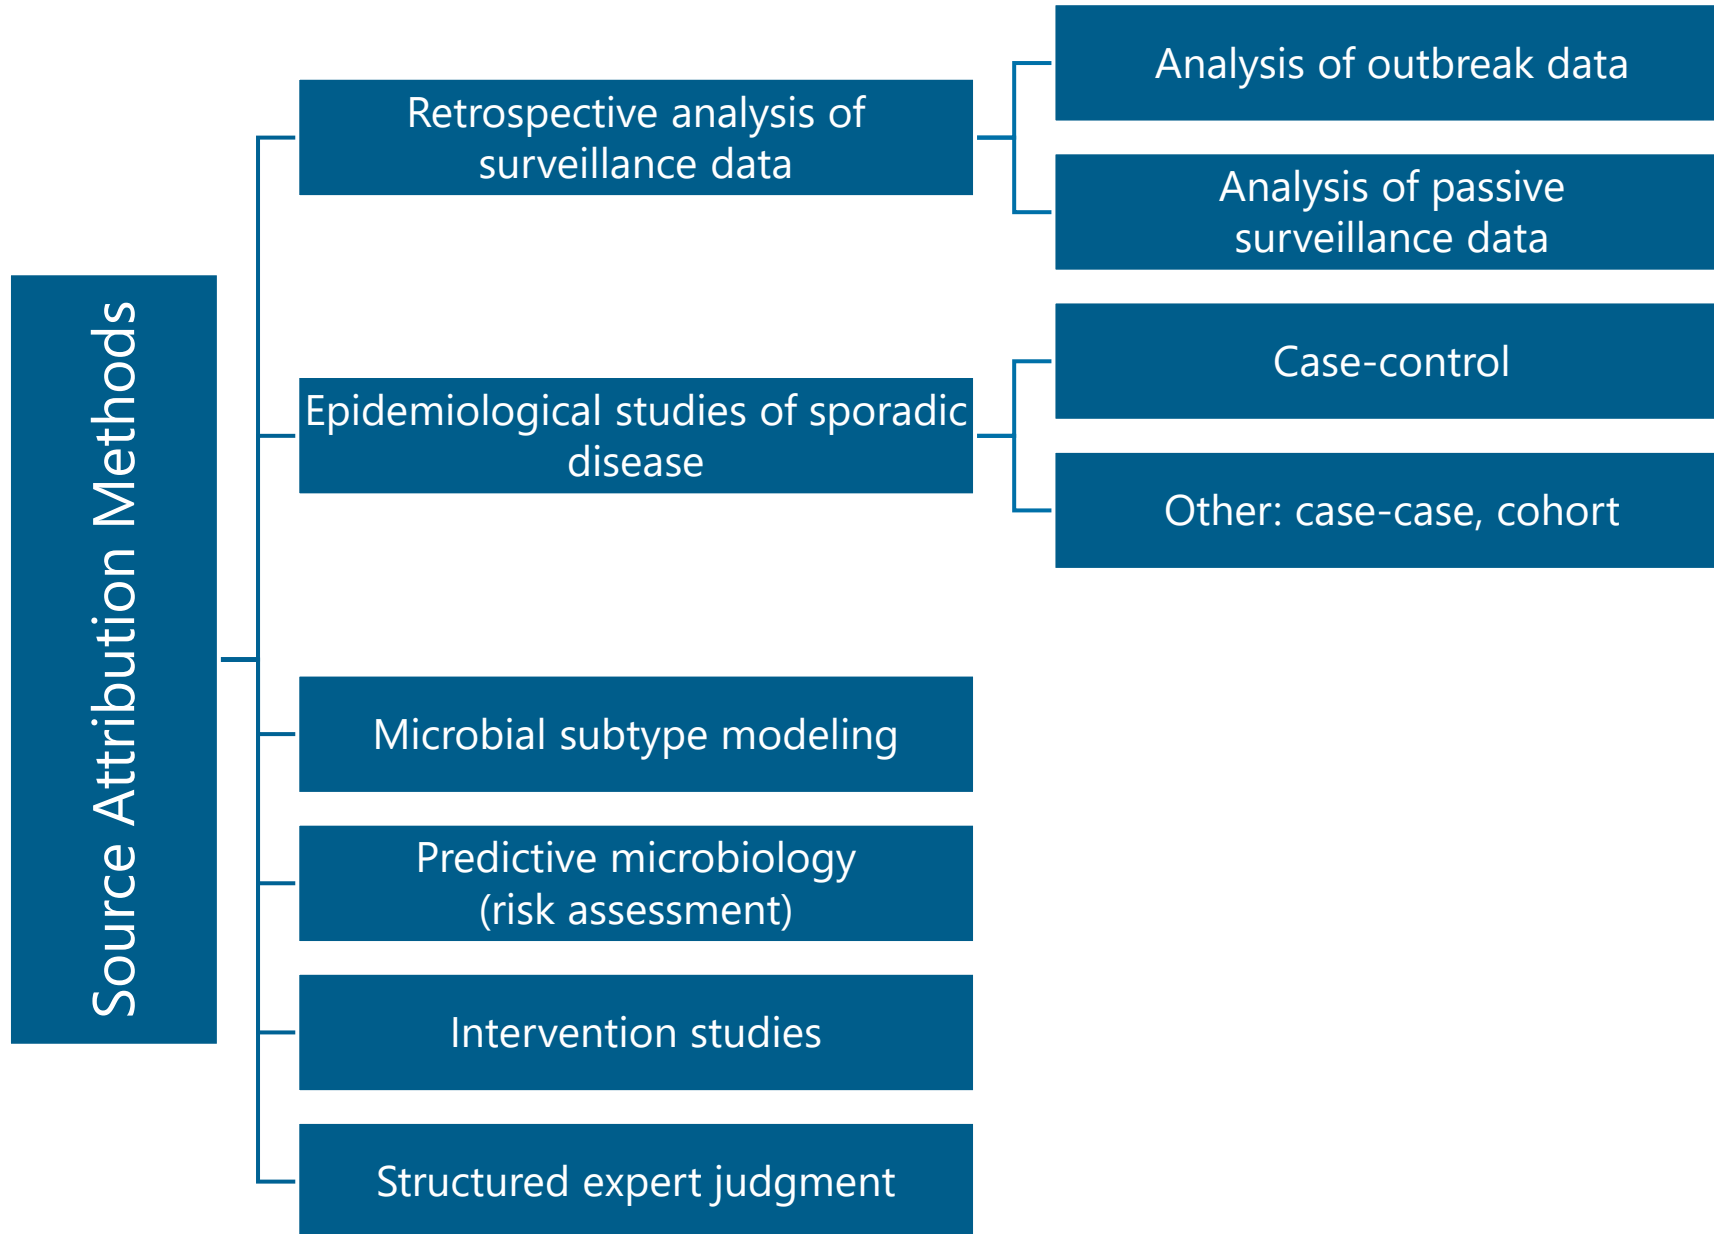 Source Attribution Methods
Retrospective analysis of
surveillance data
Analysis of outbreak data
Analysis of passive
surveillance data
Epidemiological studies of sporadic
disease
Case-control
Other: case-case, cohort
Microbial subtype modeling
Predictive microbiology
(risk assessment)
Intervention studies
Structured expert judgment